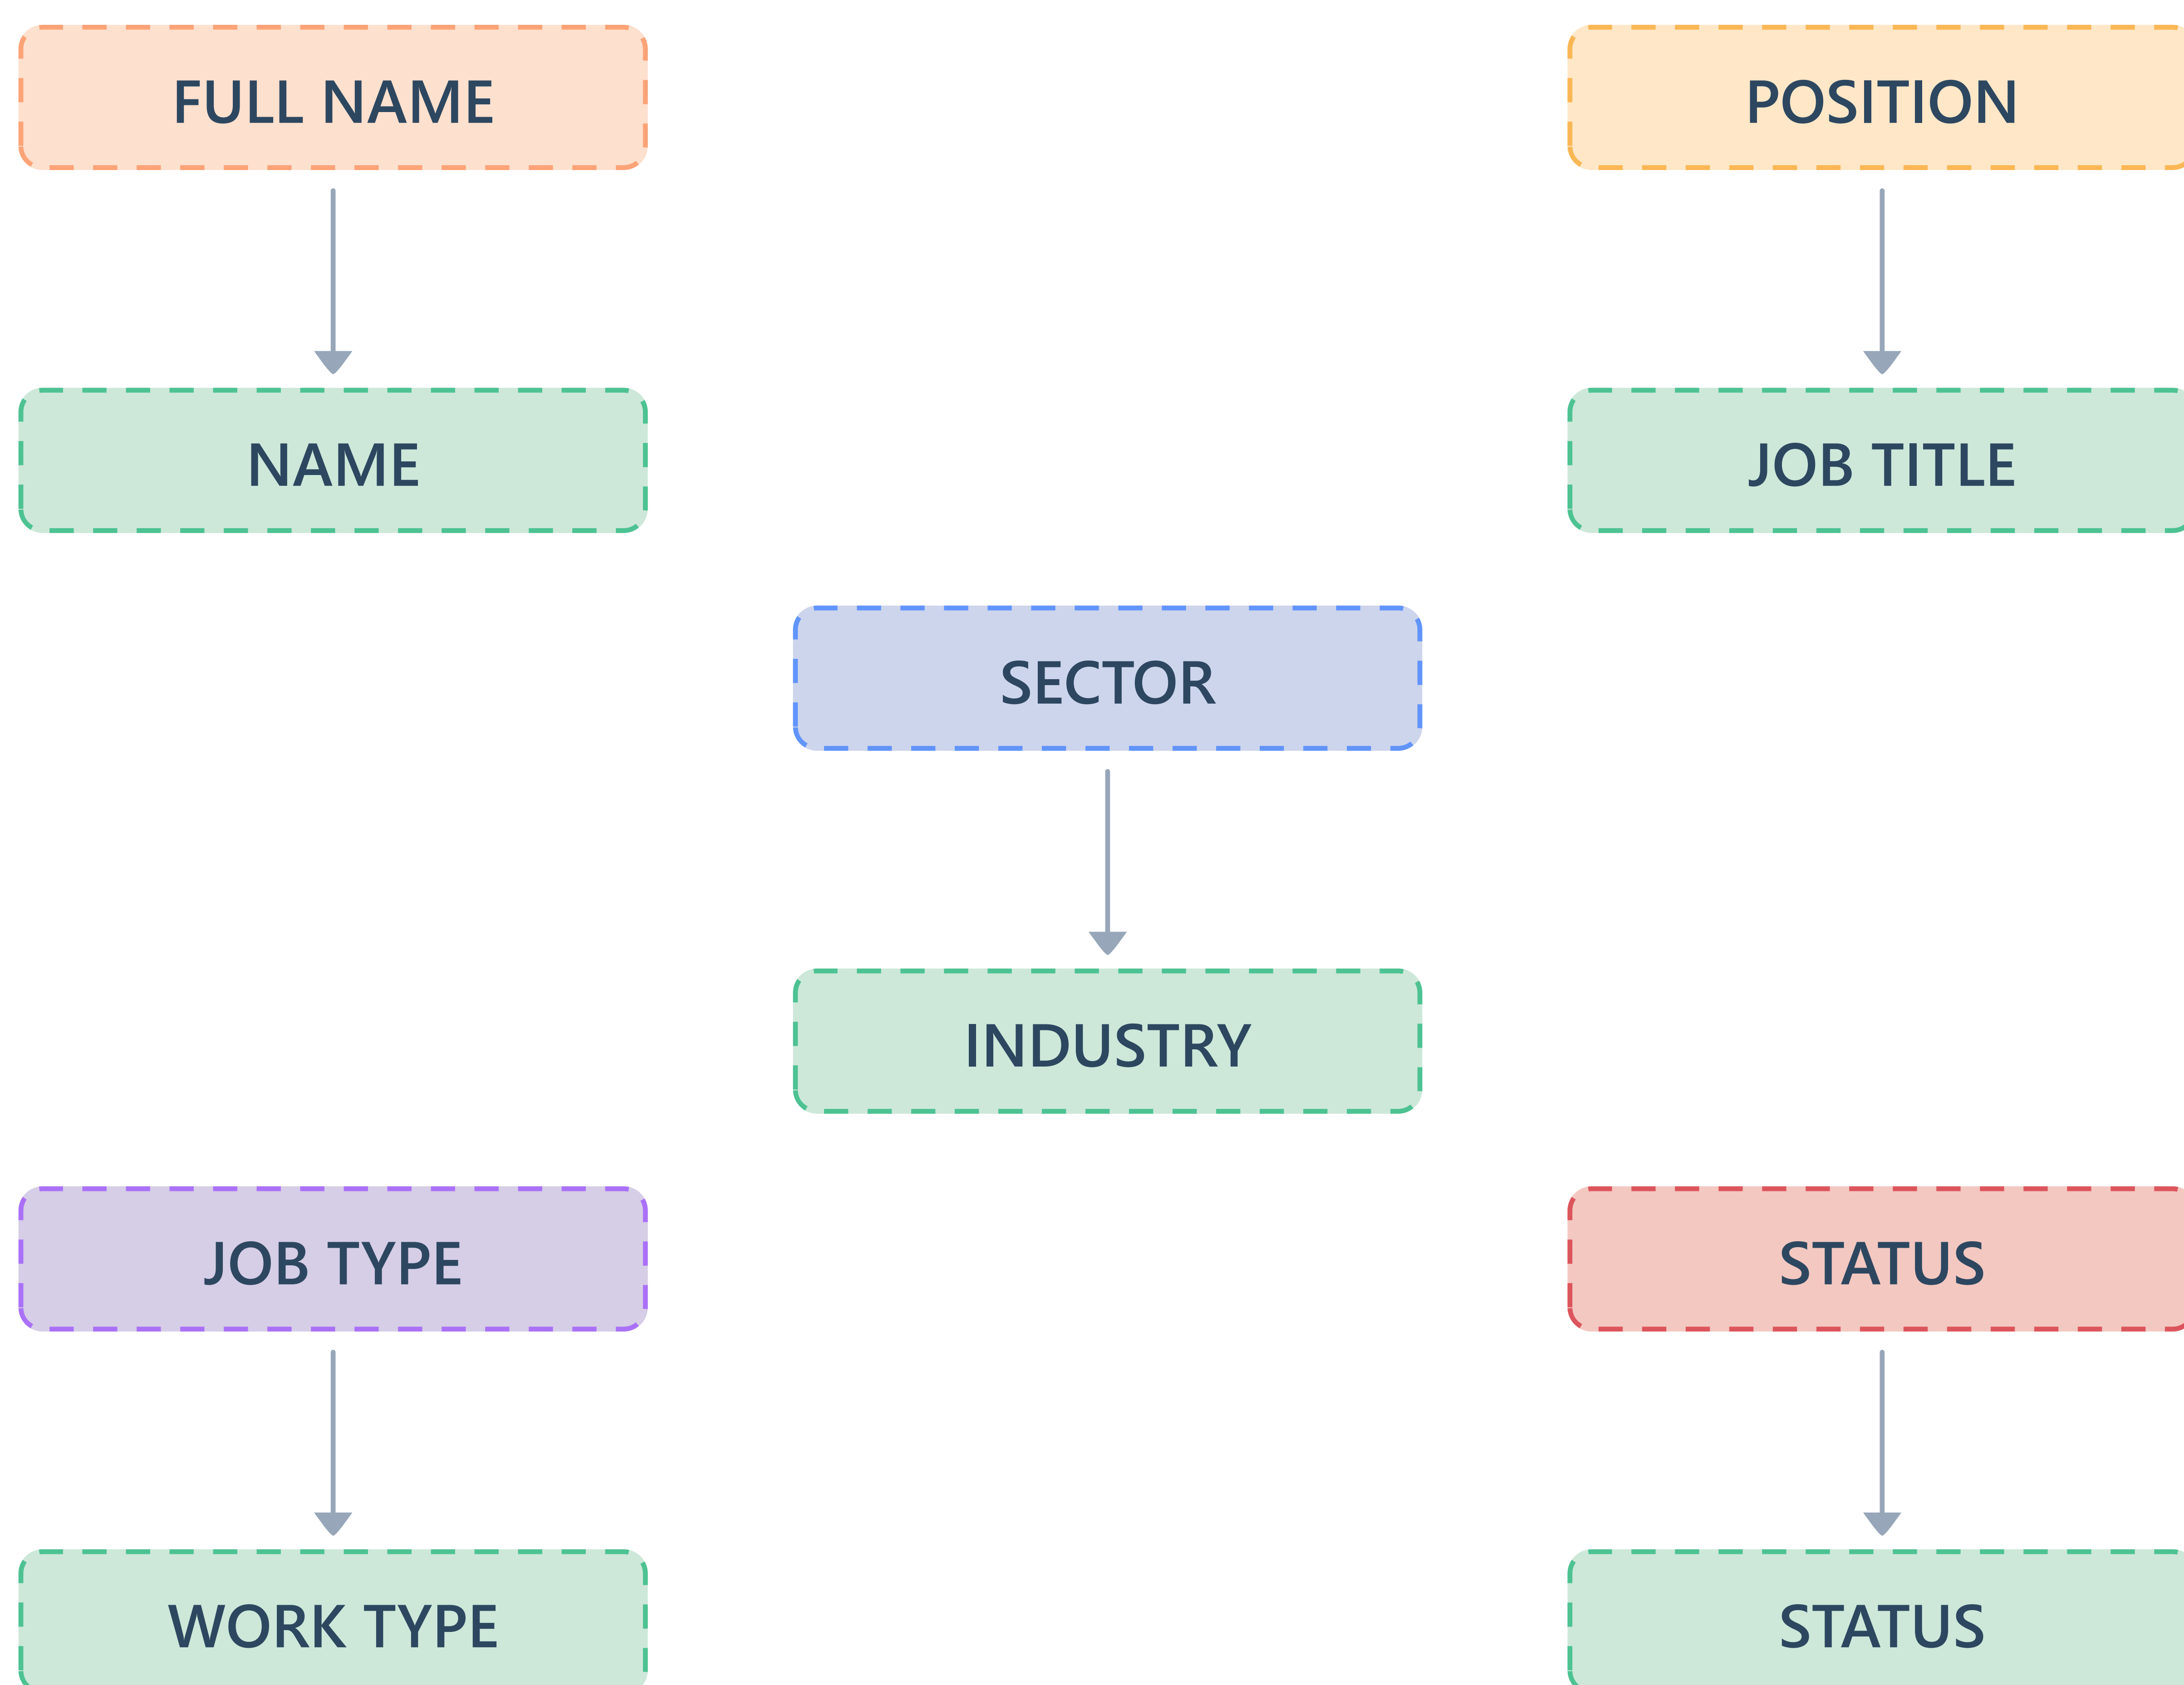 FULL NAME
POSITION
NAME
JOB TITLE
SECTOR
INDUSTRY
JOB TYPE
STATUS
WORK TYPE
STATUS